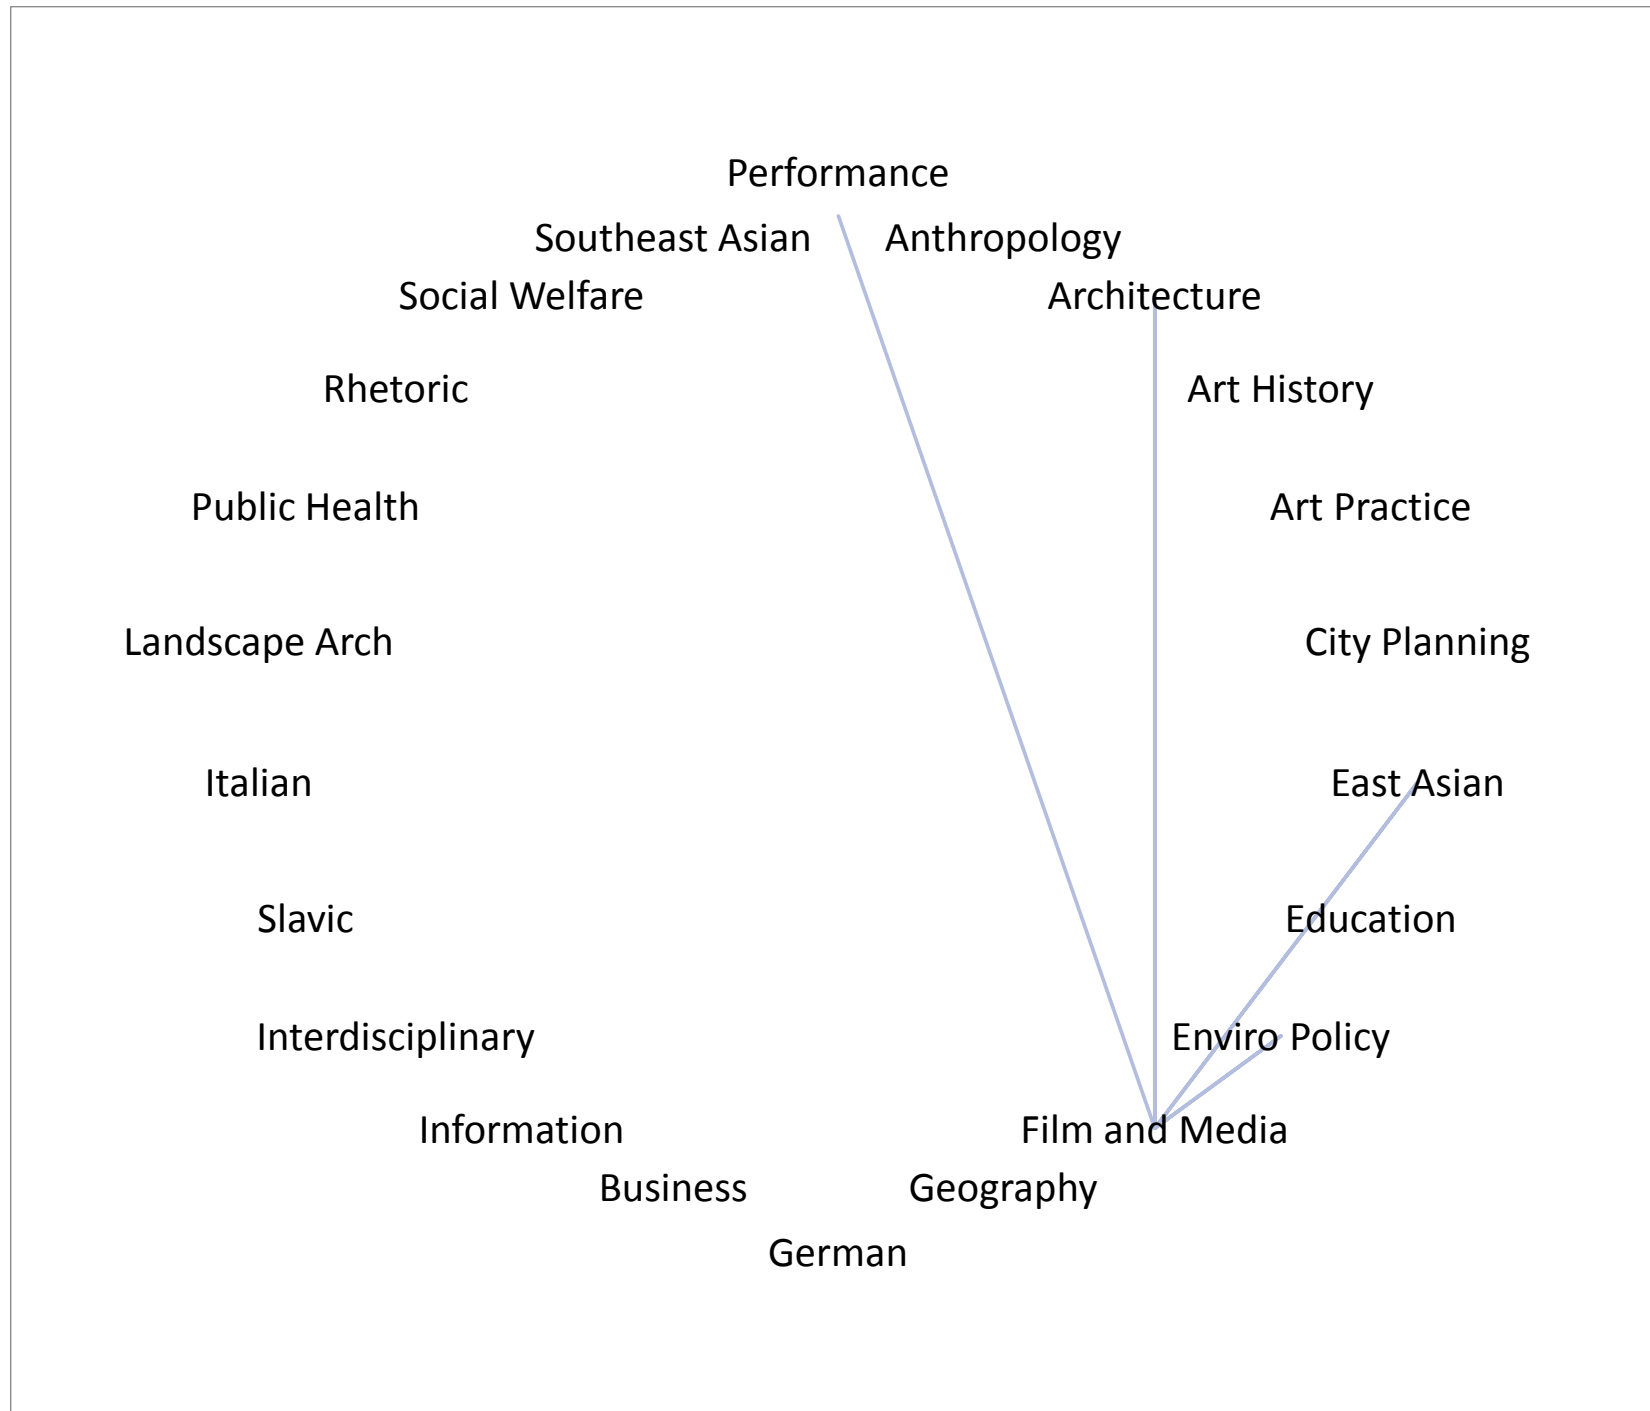 Performance
Southeast Asian
Anthropology
Social Welfare
Architecture
Rhetoric
Art History
Public Health
Art Practice
Landscape Arch
City Planning
Italian
East Asian
Slavic
Education
Interdisciplinary
Enviro Policy
Information
Film and Media
Business
Geography
German